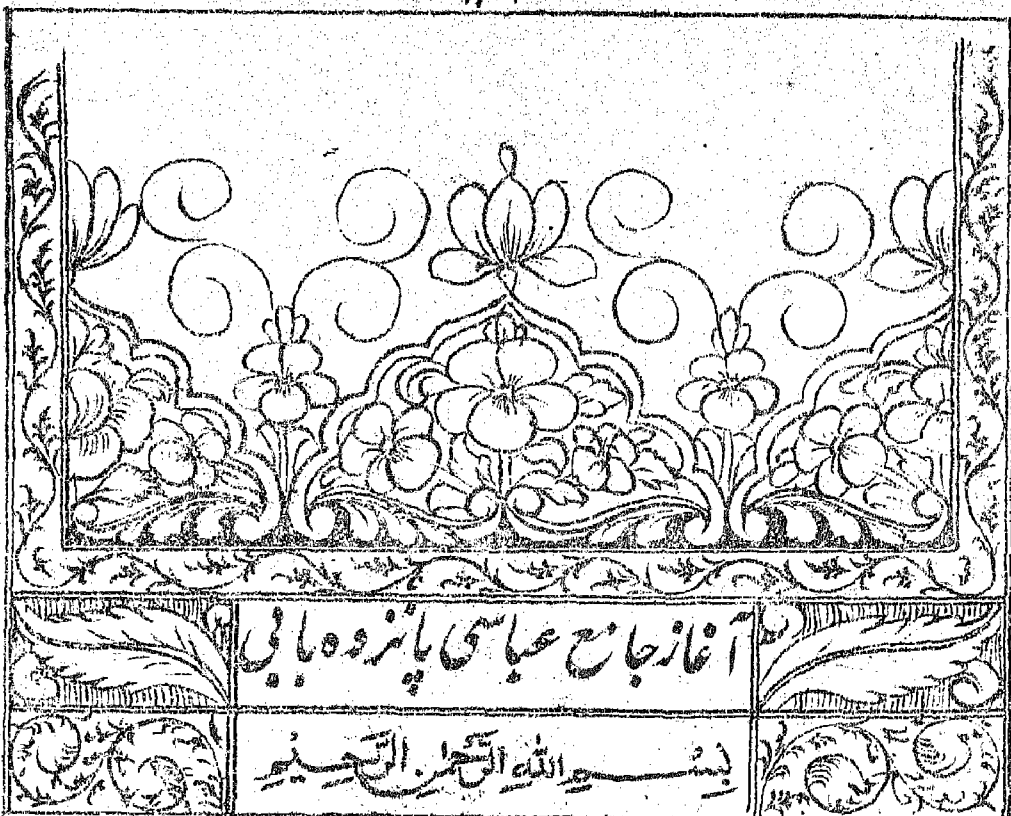 آغاز جامع عباسی پانزده بابی
بسم الله الرحمن الرحیم